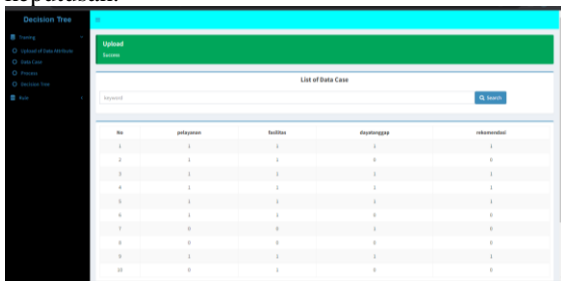 keputusan.
Decision Tree
Training
Upload of Data Attribute
Data Case
Process
Decision Tree
Rule
Upload
Success
List of Data Case
Keyword
Search
No pelayanan fasilitas dayatanggap rekomendasi
1 1 1 1 1
2 1 1 0 0
3 1 1 1 1
4 1 1 1 1
5 1 1 1 1
6 1 1 0 0
7 0 0 1 0
8 0 0 0 0
9 1 1 1 1
10 0 1 0 0